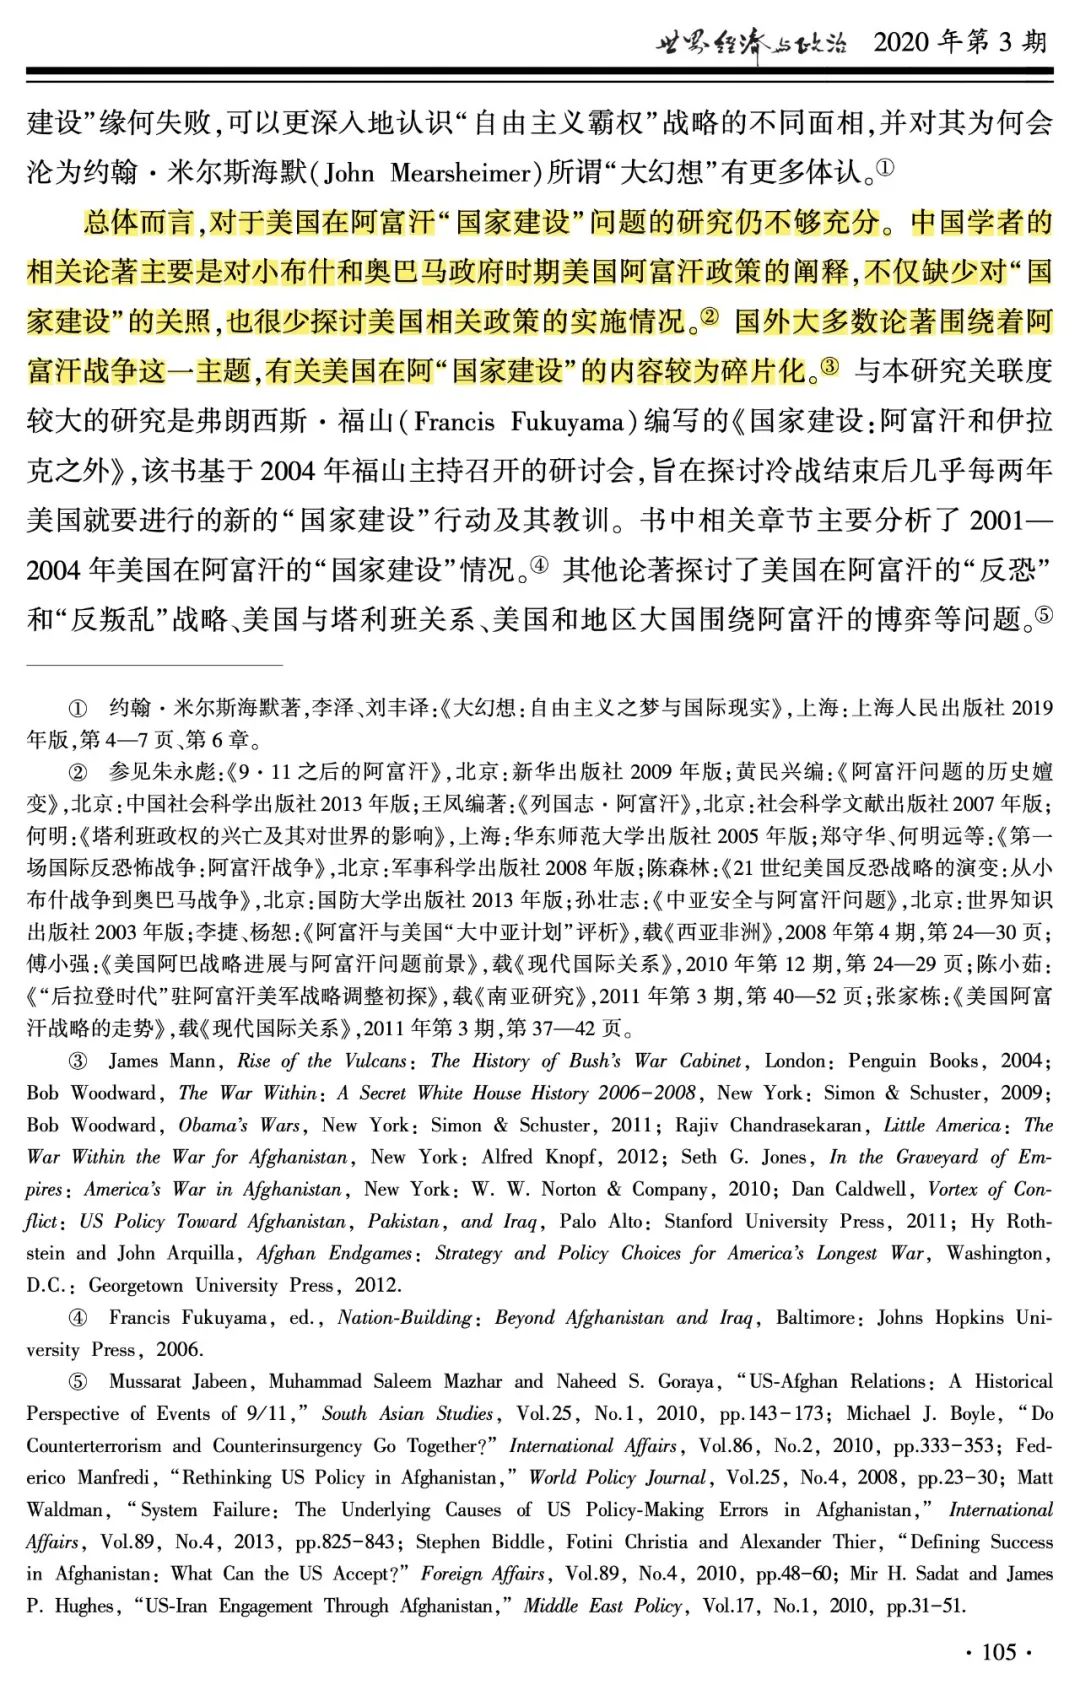 世界经济与政治 2020 年第 3 期
建设”缘何失败,可以更深入地认识“自由主义霸权”战略的不同面相,并对其为何会
沦为约翰·米尔斯海默(John Mearsheimer)所谓“大幻想”有更多体认。①
总体而言,对于美国在阿富汗“国家建设”问题的研究仍不够充分。中国学者的
相关论著主要是对小布什和奥巴马政府时期美国阿富汗政策的阐释,不仅缺少对“国
家建设”的关照,也很少探讨美国相关政策的实施情况。② 国外大多数论著围绕着阿
富汗战争这一主题,有关美国在阿“国家建设”的内容较为碎片化。③ 与本研究关联度
较大的研究是弗朗西斯·福山(Francis Fukuyama)编写的《国家建设:阿富汗和伊拉
克之外》,该书基于 2004 年福山主持召开的研讨会,旨在探讨冷战结束后几乎每两年
美国就要进行的新的“国家建设”行动及其教训。书中相关章节主要分析了 2001—
2004 年美国在阿富汗的“国家建设”情况。④ 其他论著探讨了美国在阿富汗的“反恐”
和“反叛乱”战略、美国与塔利班关系、美国和地区大国围绕阿富汗的博弈等问题。⑤
① 约翰·米尔斯海默著,李泽、刘丰译:《大幻想:自由主义之梦与国际现实》,上海:上海人民出版社 2019
年版,第 4—7 页、第 6 章。
② 参见朱永彪:《9·11 之后的阿富汗》,北京:新华出版社 2009 年版;黄民兴编:《阿富汗问题的历史嬗
变》,北京:中国社会科学出版社 2013 年版;王凤编著:《列国志·阿富汗》,北京:社会科学文献出版社 2007 年版;
何明:《塔利班政权的兴亡及其对世界的影响》,上海:华东师范大学出版社 2005 年版;郑守华、何明远等:《第一
场国际反恐怖战争:阿富汗战争》,北京:军事科学出版社 2008 年版;陈森林:《21 世纪美国反恐战略的演变:从小
布什战争到奥巴马战争》,北京:国防大学出版社 2013 年版;孙壮志:《中亚安全与阿富汗问题》,北京:世界知识
出版社 2003 年版;李捷、杨恕:《阿富汗与美国“大中亚计划”评析》,载《西亚非洲》,2008 年第 4 期,第 24—30 页;
傅小强:《美国阿巴战略进展与阿富汗问题前景》,载《现代国际关系》,2010 年第 12 期,第 24—29 页;陈小茹:
《“后拉登时代”驻阿富汗美军战略调整初探》,载《南亚研究》,2011 年第 3 期,第 40—52 页;张家栋:《美国阿富
汗战略的走势》,载《现代国际关系》,2011 年第 3 期,第 37—42 页。
③ James Mann, Rise of the Vulcans: The History of Bush’s War Cabinet, London: Penguin Books, 2004;
Bob Woodward, The War Within: A Secret White House History 2006-2008, New York: Simon & Schuster, 2009;
Bob Woodward, Obama’s Wars, New York: Simon & Schuster, 2011; Rajiv Chandrasekaran, Little America: The
War Within the War for Afghanistan, New York: Alfred Knopf, 2012; Seth G. Jones, In the Graveyard of Em-
pires: America’s War in Afghanistan, New York: W. W. Norton & Company, 2010; Dan Caldwell, Vortex of Con-
flict: US Policy Toward Afghanistan, Pakistan, and Iraq, Palo Alto: Stanford University Press, 2011; Hy Roth-
stein and John Arquilla, Afghan Endgames: Strategy and Policy Choices for America’s Longest War, Washington,
D.C.: Georgetown University Press, 2012.
④ Francis Fukuyama, ed., Nation-Building: Beyond Afghanistan and Iraq, Baltimore: Johns Hopkins Uni-
versity Press, 2006.
⑤ Mussarat Jabeen, Muhammad Saleem Mazhar and Naheed S. Goraya, “US-Afghan Relations: A Historical
Perspective of Events of 9/11,” South Asian Studies, Vol.25, No.1, 2010, pp.143-173; Michael J. Boyle, “Do
Counterterrorism and Counterinsurgency Go Together?” International Affairs, Vol.86, No.2, 2010, pp.333-353; Fed-
erico Manfredi, “Rethinking US Policy in Afghanistan,” World Policy Journal, Vol.25, No.4, 2008, pp.23-30; Matt
Waldman, “System Failure: The Underlying Causes of US Policy-Making Errors in Afghanistan,” International
Affairs, Vol.89, No.4, 2013, pp.825-843; Stephen Biddle, Fotini Christia and Alexander Thier, “Defining Success
in Afghanistan: What Can the US Accept?” Foreign Affairs, Vol.89, No.4, 2010, pp.48-60; Mir H. Sadat and James
P. Hughes, “US-Iran Engagement Through Afghanistan,” Middle East Policy, Vol.17, No.1, 2010, pp.31-51.
·105·